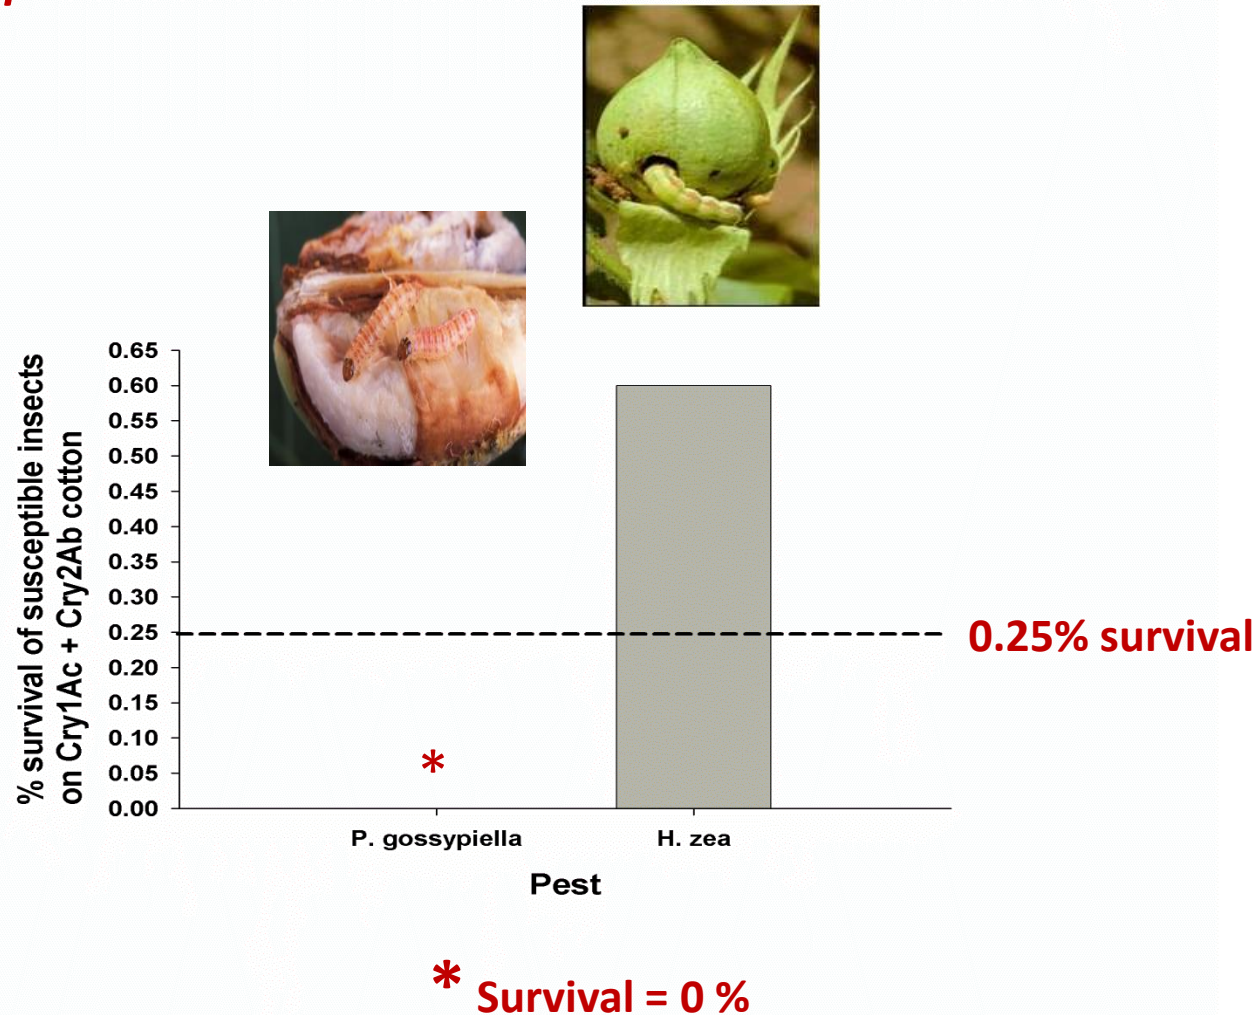 % survival of susceptible insects
on Cry1Ac + Cry2Ab cotton
0.65
0.60
0.55
0.50
0.45
0.40
0.35
0.30
0.25
0.20
0.15
0.10
0.05
0.00
0.25% survival
*
P. gossypiella
H. zea
Pest
* Survival = 0 %